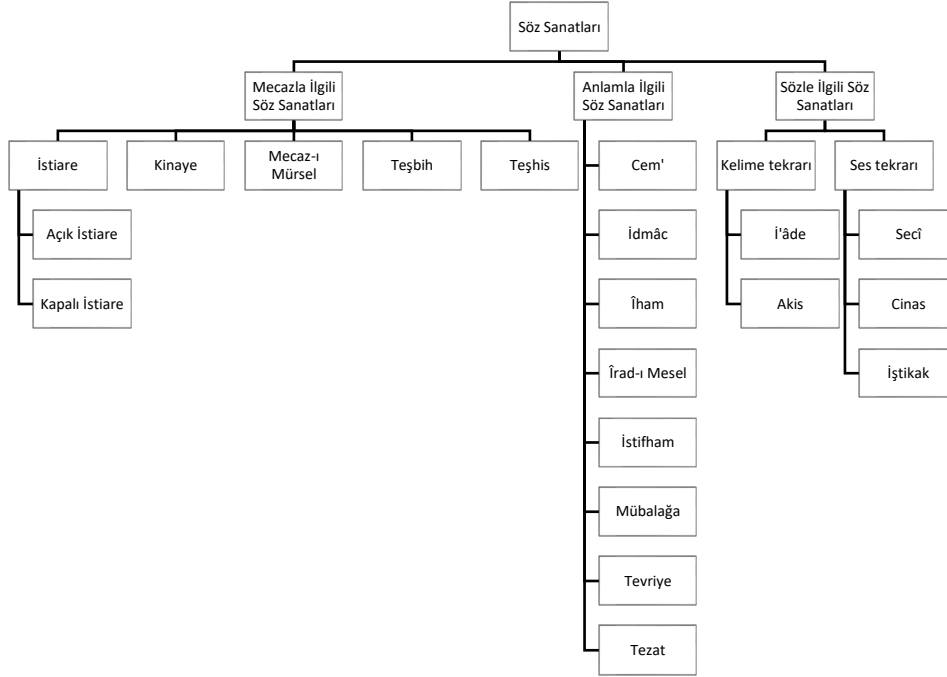 Söz Sanatları
Mecazla İlgili
Söz Sanatları
Anlamla İlgili
Söz Sanatları
Sözle İlgili Söz
Sanatları
İstiare
Kinaye
Mecaz-ı
Mürsel
Teşbih
Teşhis
Cem'
Kelime tekrarı
Ses tekrarı
Açık İstiare
İdmâc
İ'âde
Secî
Kapalı İstiare
Îham
Akis
Cinas
Îrad-ı Mesel
İştikak
İstifham
Mübalağa
Tevriye
Tezat